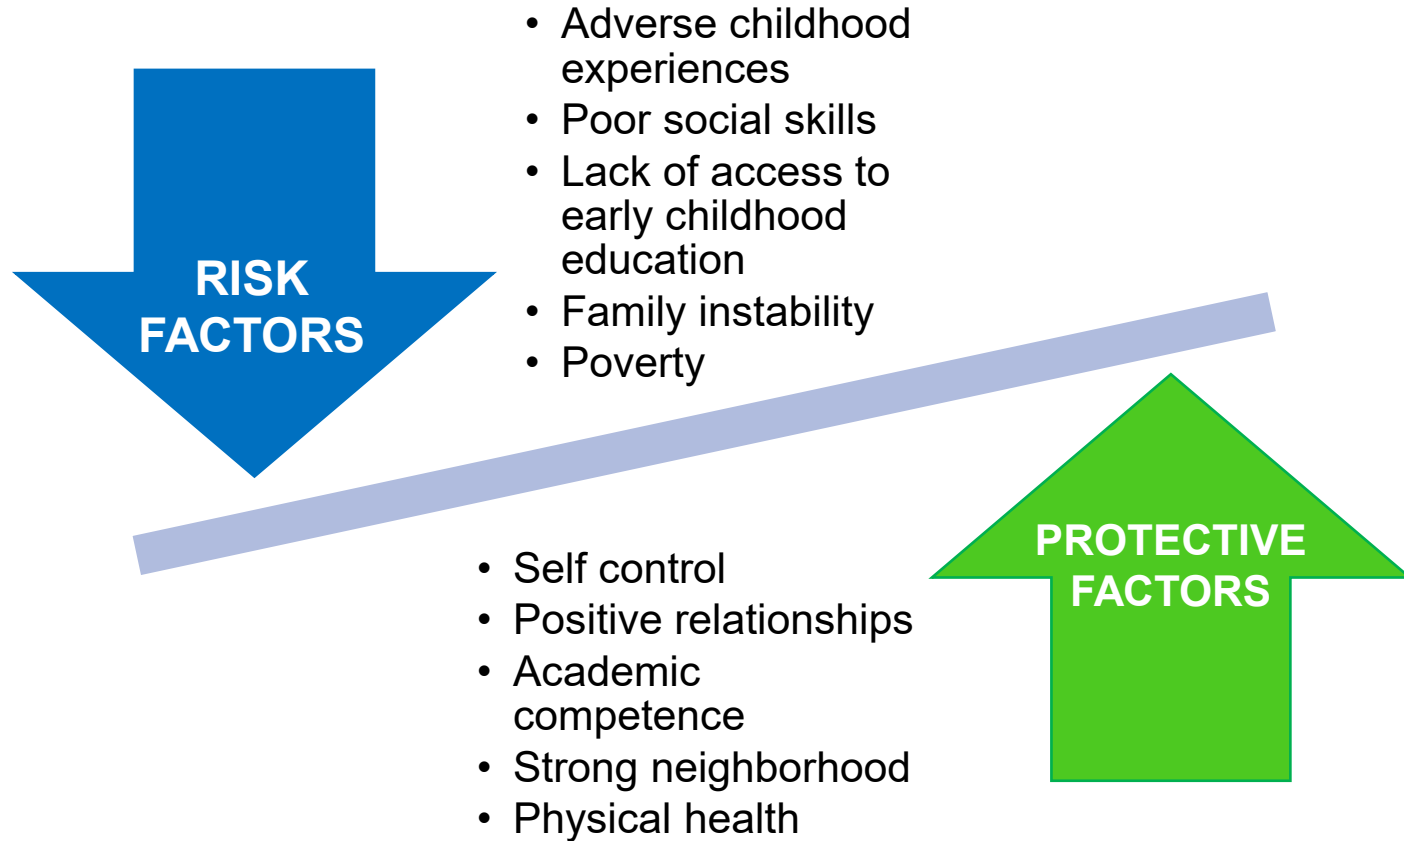 RISK
FACTORS
• Adverse childhood
experiences
• Poor social skills
• Lack of access to
early childhood
education
• Family instability
• Poverty
• Self control
• Positive relationships
• Academic
competence
• Strong neighborhood
• Physical health
PROTECTIVE
FACTORS